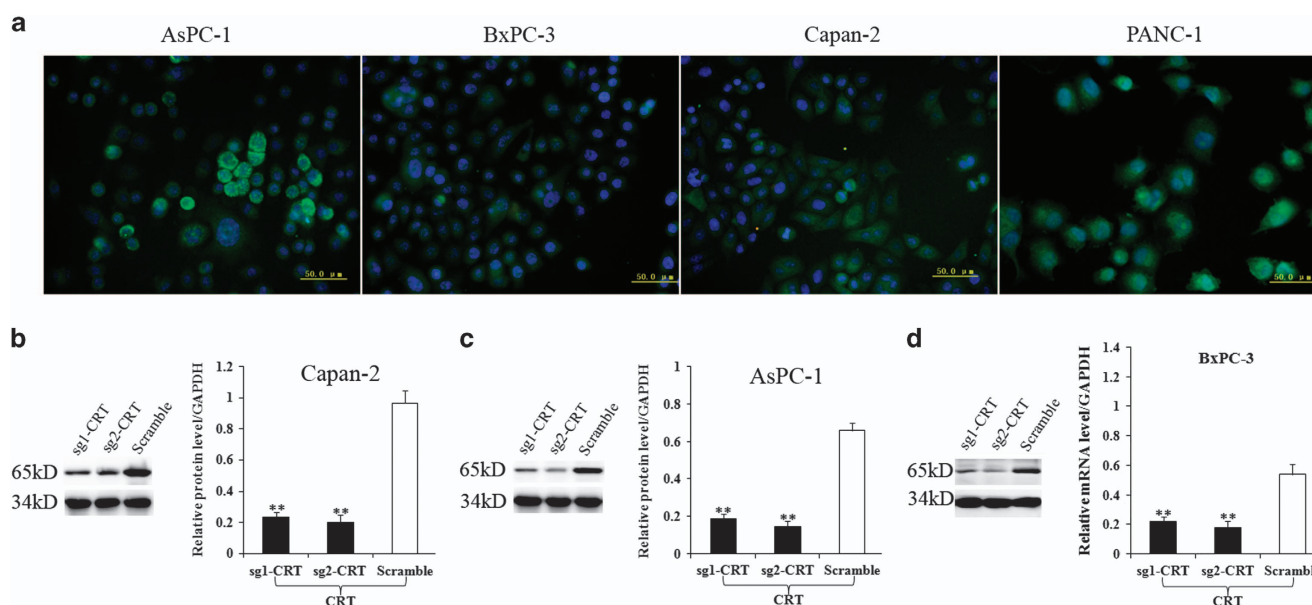 a
AsPC-1 BxPC-3 Capan-2 PANC-1
50.0 µm 50.0 µm 50.0 µm 50.0 µm
b
sg1-CRT sg2-CRT Scramble
65kD
34kD
Relative protein level/GAPDH
Capan-2
1.2
1
0.8
0.6
0.4
0.2
0
** **
sg1-CRT sg2-CRT Scramble
CRT
c
sg1-CRT sg2-CRT Scramble
65kD
34kD
Relative protein level/GAPDH
AsPC-1
1
0.8
0.6
0.4
0.2
0
** **
sg1-CRT sg2-CRT Scramble
CRT
d
sg1-CRT sg2-CRT Scramble
65kD
34kD
Relative mRNA level/GAPDH
BxPC-3
1.4
1.2
1
0.8
0.6
0.4
0.2
0
** **
sg1-CRT sg2-CRT Scramble
CRT